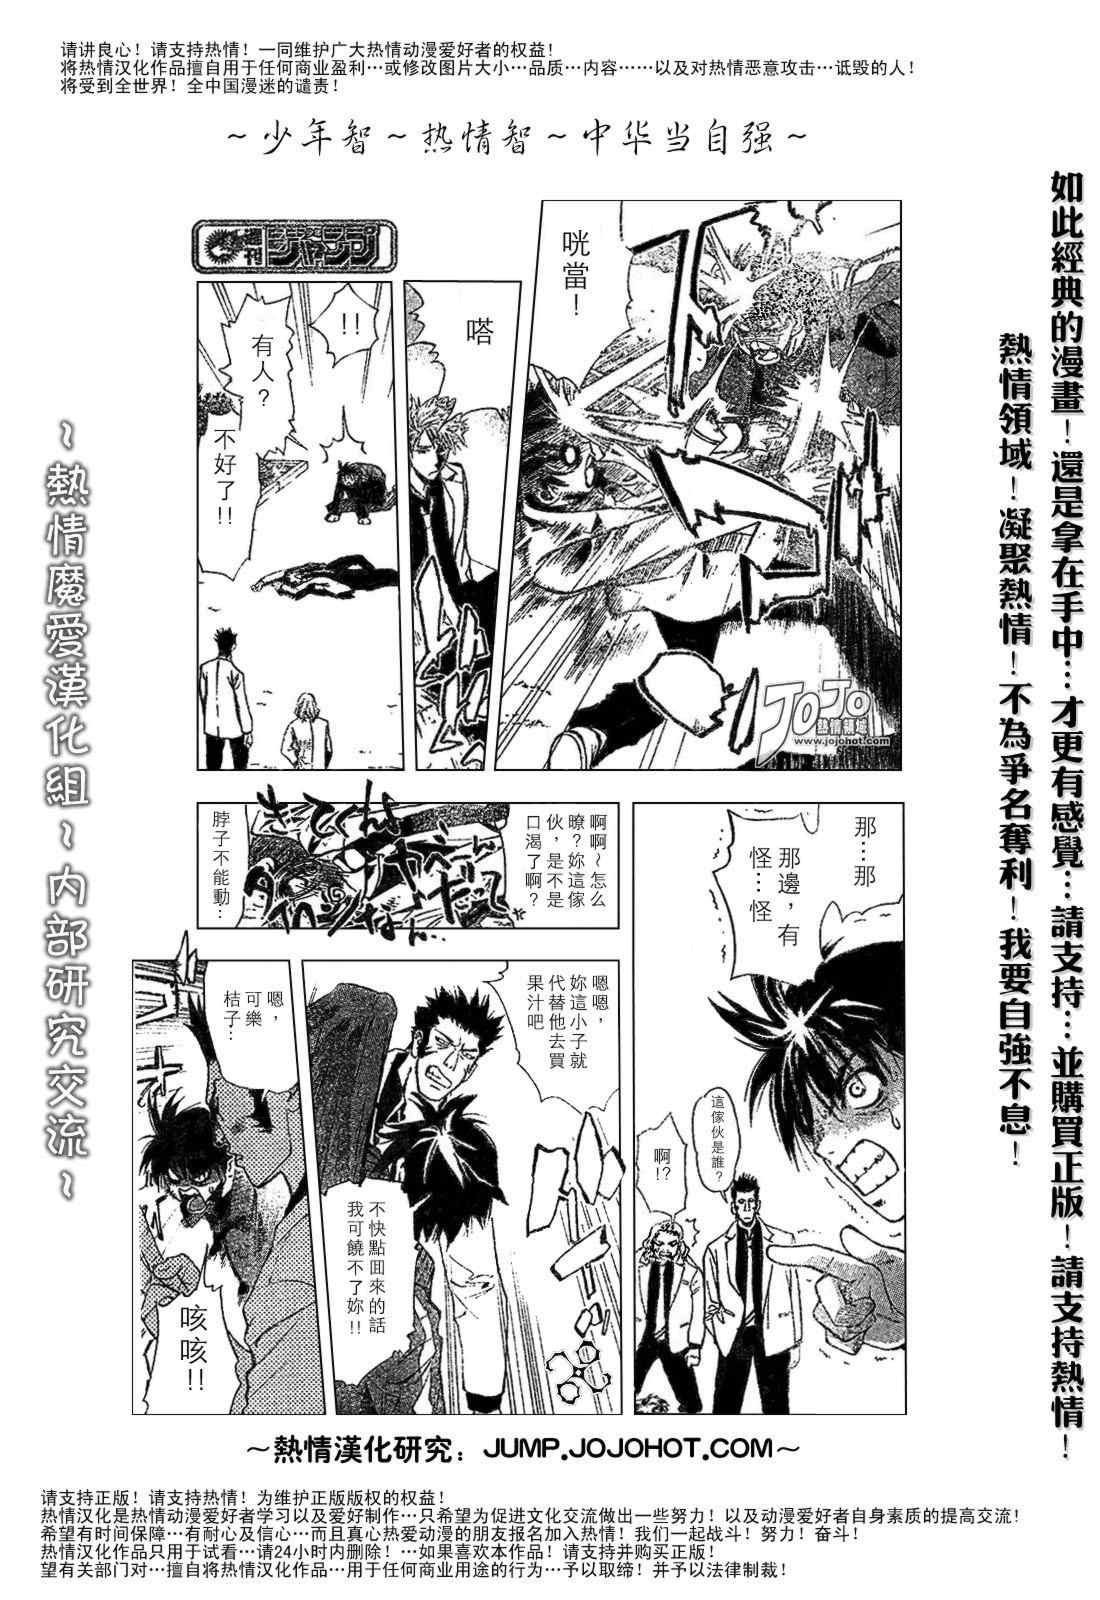 请讲良心！请支持热情！一同维护广大热情动漫爱好者的权益！
将热情汉化作品擅自用于任何商业盈利…或修改图片大小…品质…内容……以及对热情恶意攻击…诋毁的人！
将受到全世界！全中国漫迷的谴责！
～少年智～热情智～中华当自强～
如此經典的漫畫！還是拿在手中…才更有感覺…請支持…並購買正版！請支持熱情！
熱情領域！凝聚熱情！不為爭名奪利！我要自強不息！
～熱情魔愛漢化組～內部研究交流～
週刊ジャンプ
咣當！
嗒
!!
有人？
不好了!!
JOJO
熱情領域
www.jojohot.com
那…那
那邊，有
怪…怪
啊啊～怎么
暸？妳這傢
伙，是不是
口渴了啊？
脖子不能動…
這傢伙是誰？
啊!?
嗯嗯，
妳這小子就
代替他去買
果汁吧
不快點囬來的話
我可饒不了妳!!
嗯，
可樂
桔子…
咳咳!!
～熱情漢化研究：JUMP.JOJOHOT.COM～
请支持正版！请支持热情！为维护正版版权的权益！
热情汉化是热情动漫爱好者学习以及爱好制作…只希望为促进文化交流做出一些努力！以及动漫爱好者自身素质的提高交流！
希望有时间保障…有耐心及信心…而且真心热爱动漫的朋友报名加入热情！我们一起战斗！努力！奋斗！
热情汉化作品只用于试看…请24小时内删除！…如果喜欢本作品！请支持并购买正版！
望有关部门对…擅自将热情汉化作品…用于任何商业用途的行为…予以取缔！并予以法律制裁！